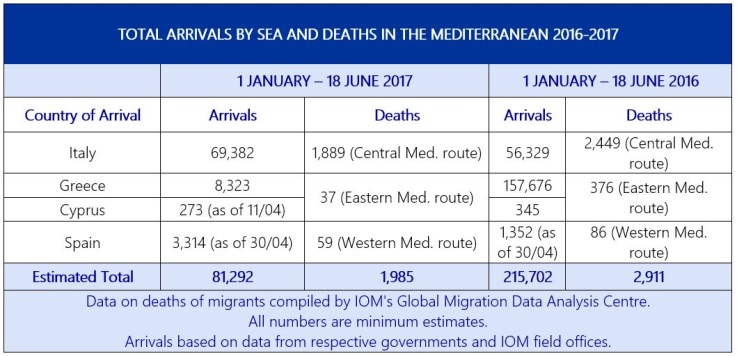 TOTAL ARRIVALS BY SEA AND DEATHS IN THE MEDITERRANEAN 2016-2017
1 JANUARY – 18 JUNE 2017 1 JANUARY – 18 JUNE 2016
Country of Arrival Arrivals Deaths Arrivals Deaths
Italy 69,382 1,889 (Central Med. route) 56,329 2,449 (Central Med.
route)
Greece 8,323 37 (Eastern Med. route) 157,676 376 (Eastern Med.
route)
Cyprus 273 (as of 11/04) 345
Spain 3,314 (as of 30/04) 59 (Western Med. route) 1,352 (as
of 30/04) 86 (Western Med.
route)
Estimated Total 81,292 1,985 215,702 2,911
Data on deaths of migrants compiled by IOM's Global Migration Data Analysis Centre.
All numbers are minimum estimates.
Arrivals based on data from respective governments and IOM field offices.